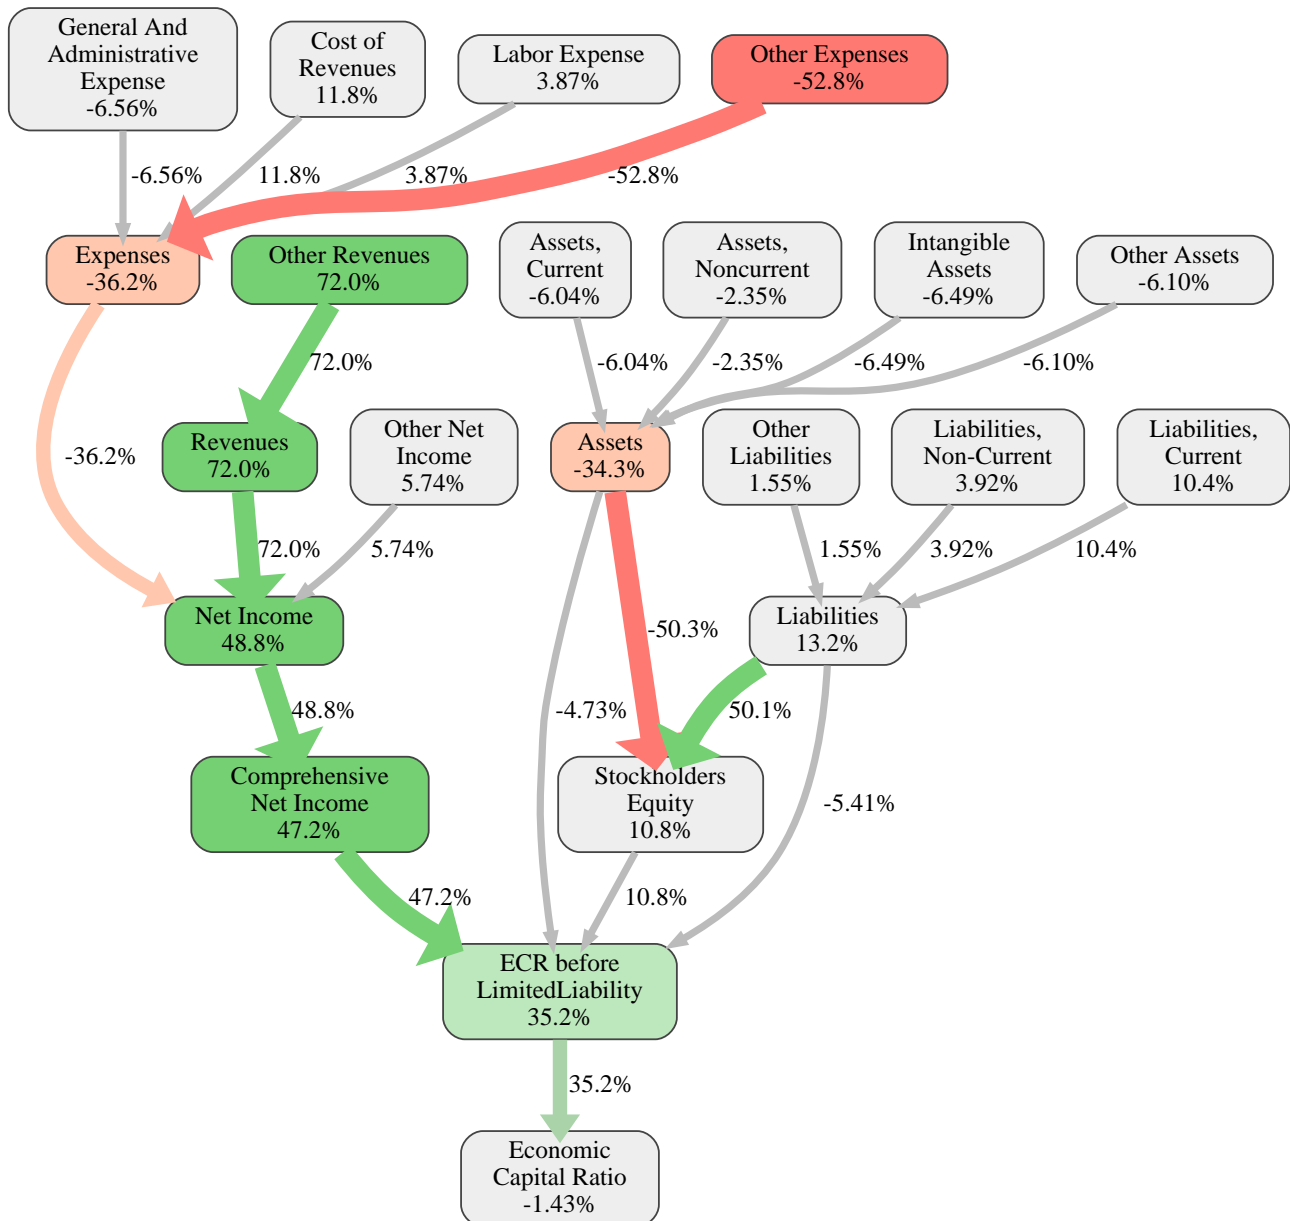 General And
Administrative
Expense
-6.56%
Cost of
Revenues
11.8%
Labor Expense
3.87%
Other Expenses
-52.8%
-6.56%
11.8%
3.87%
-52.8%
Expenses
-36.2%
Other Revenues
72.0%
Assets,
Current
-6.04%
Assets,
Noncurrent
-2.35%
Intangible
Assets
-6.49%
Other Assets
-6.10%
72.0%
-6.04%
-2.35%
-6.49%
-6.10%
-36.2%
Revenues
72.0%
Other Net
Income
5.74%
Assets
-34.3%
Other
Liabilities
1.55%
Liabilities,
Non-Current
3.92%
Liabilities,
Current
10.4%
72.0%
5.74%
1.55%
3.92%
10.4%
Net Income
48.8%
-50.3%
Liabilities
13.2%
48.8%
-4.73%
50.1%
Comprehensive
Net Income
47.2%
Stockholders
Equity
10.8%
-5.41%
47.2%
10.8%
ECR before
LimitedLiability
35.2%
35.2%
Economic
Capital Ratio
-1.43%